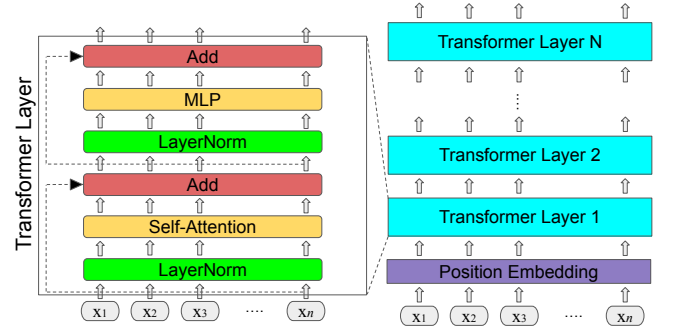 Transformer Layer
Add
MLP
LayerNorm
Add
Self-Attention
LayerNorm
x1 x2 x3 .... xn
Transformer Layer N
....
Transformer Layer 2
Transformer Layer 1
Position Embedding
x1 x2 x3 .... xn